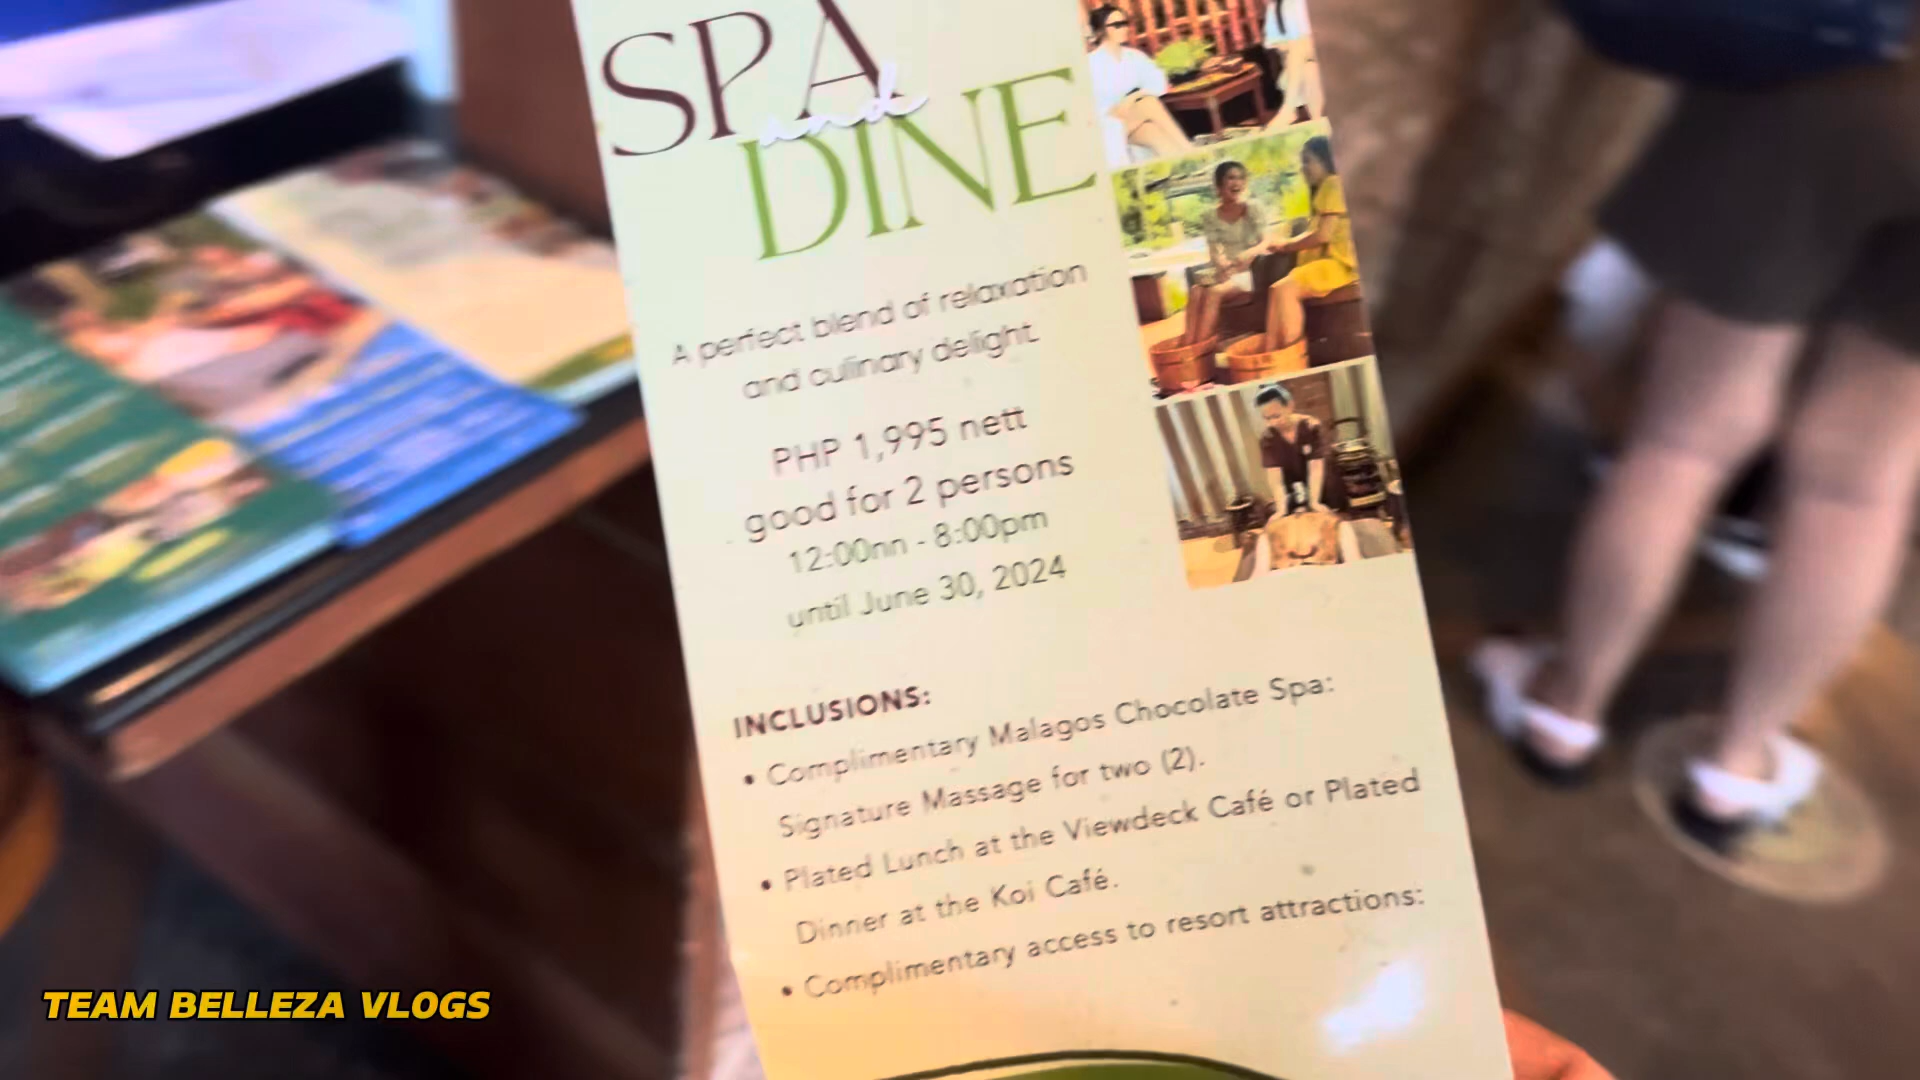 SPA
and
DINE
A perfect blend of relaxation
and culinary delight.
PHP 1,995 nett
good for 2 persons
12:00nn - 8:00pm
until June 30, 2024
INCLUSIONS:
• Complimentary Malagos Chocolate Spa:
Signature Massage for two (2).
• Plated Lunch at the Viewdeck Café or Plated
Dinner at the Koi Café.
• Complimentary access to resort attractions:
TEAM BELLEZA VLOGS